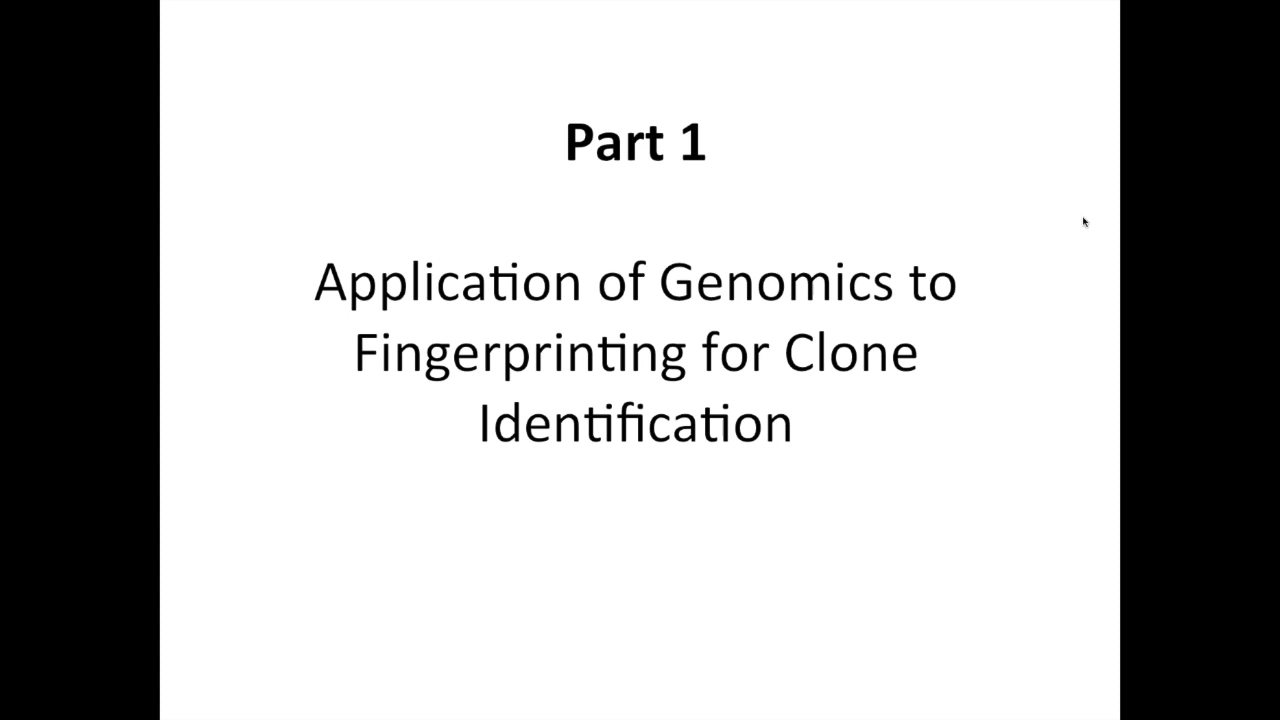 Part 1
Application of Genomics to
Fingerprinting for Clone
Identification